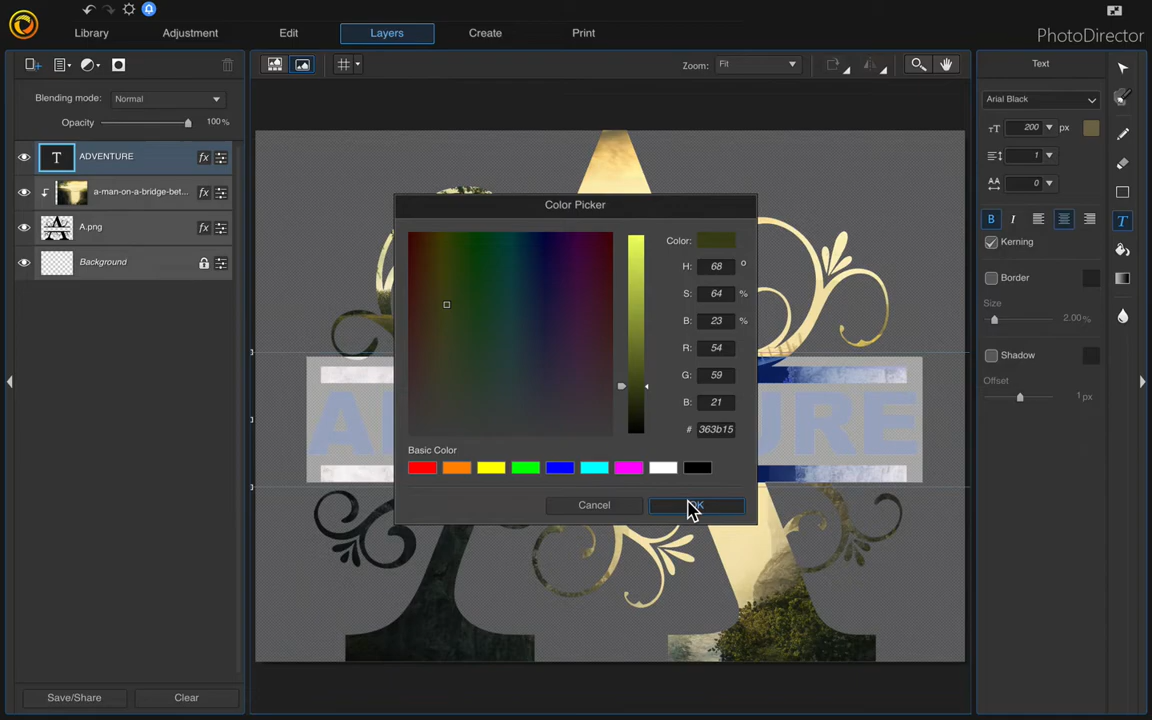 Library
Adjustment
Edit
Layers
Create
Print
PhotoDirector
Zoom: Fit
Text
Blending mode: Normal
Opacity 100%
Arial Black
200 px
1
0
B I
Kerning
Border
Size
2.00%
Shadow
Offset
1px
T ADVENTURE fx
a-man-on-a-bridge-bet... fx
A.png fx
Background
Color Picker
Color:
H: 68 °
S: 64 %
B: 23 %
R: 54
G: 59
B: 21
# 363b15
Basic Color
Cancel
OK
Save/Share
Clear